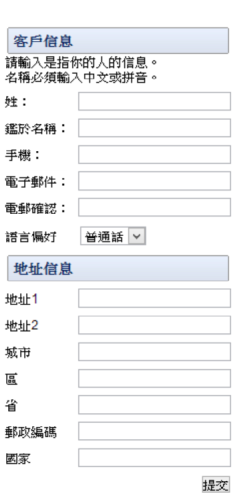 客戶信息
請輸入是指你的人的信息。
名稱必須輸入中文或拼音。
姓：
鑑於名稱：
手機：
電子郵件：
電郵確認：
語言偏好 普通話
地址信息
地址1
地址2
城市
區
省
郵政編碼
國家
提交